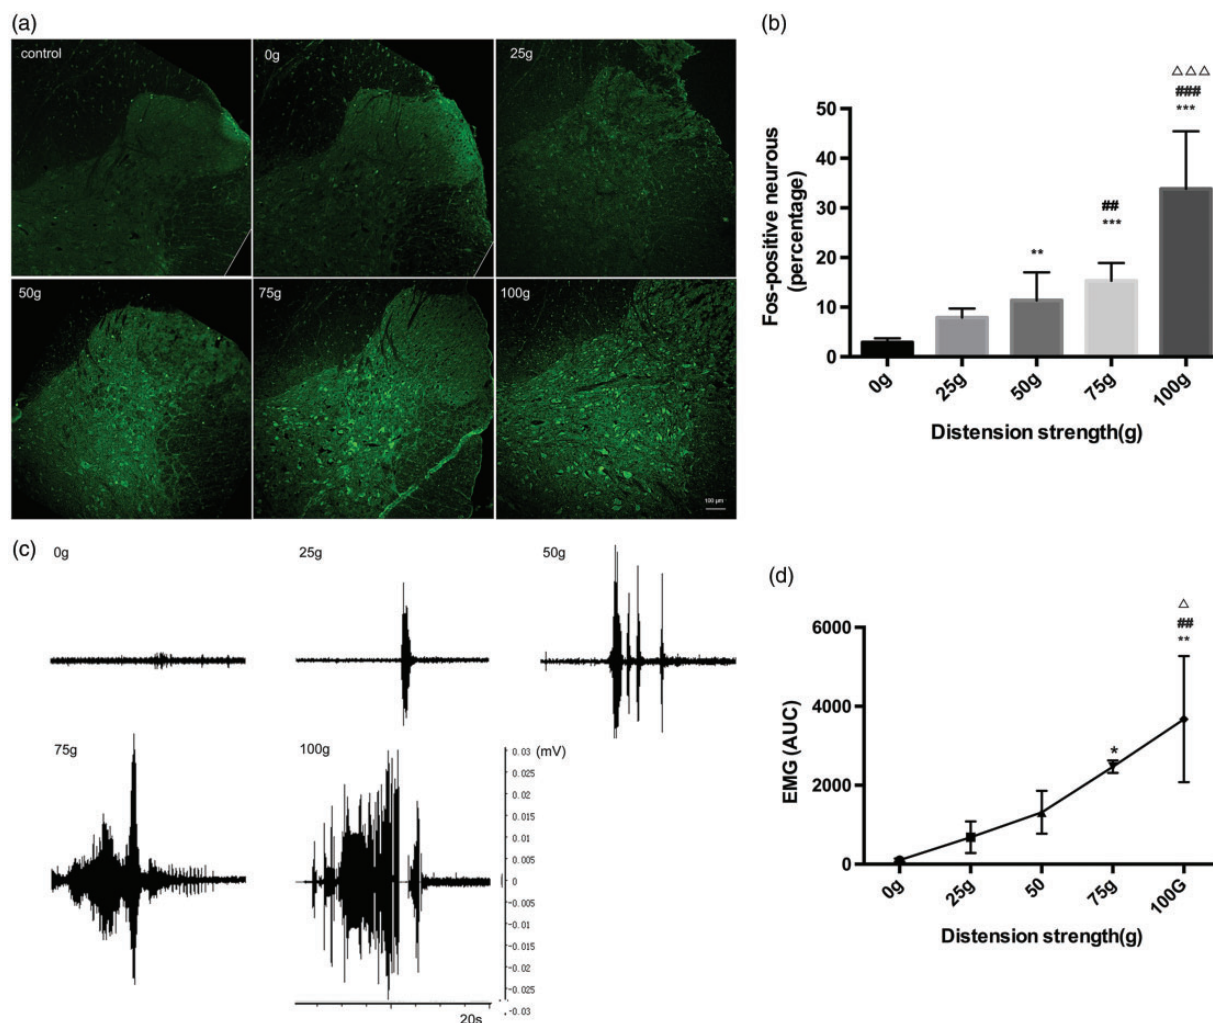 (a)
control
0g
25g
50g
75g
100g
100 μm
(b)
Fos-positive neurous
(percentage)
50
40
30
20
10
0
**
##
***
△△△
###
***
0g
25g
50g
75g
100g
Distension strength(g)
(c)
0g
25g
50g
75g
100g
0.03 (mV)
0.025
0.02
0.015
0.01
0.005
0
-0.005
-0.01
-0.015
-0.02
-0.025
-0.03
20s
(d)
EMG (AUC)
6000
4000
2000
0
*
△
##
**
0g
25g
50
75g
100G
Distension strength(g)